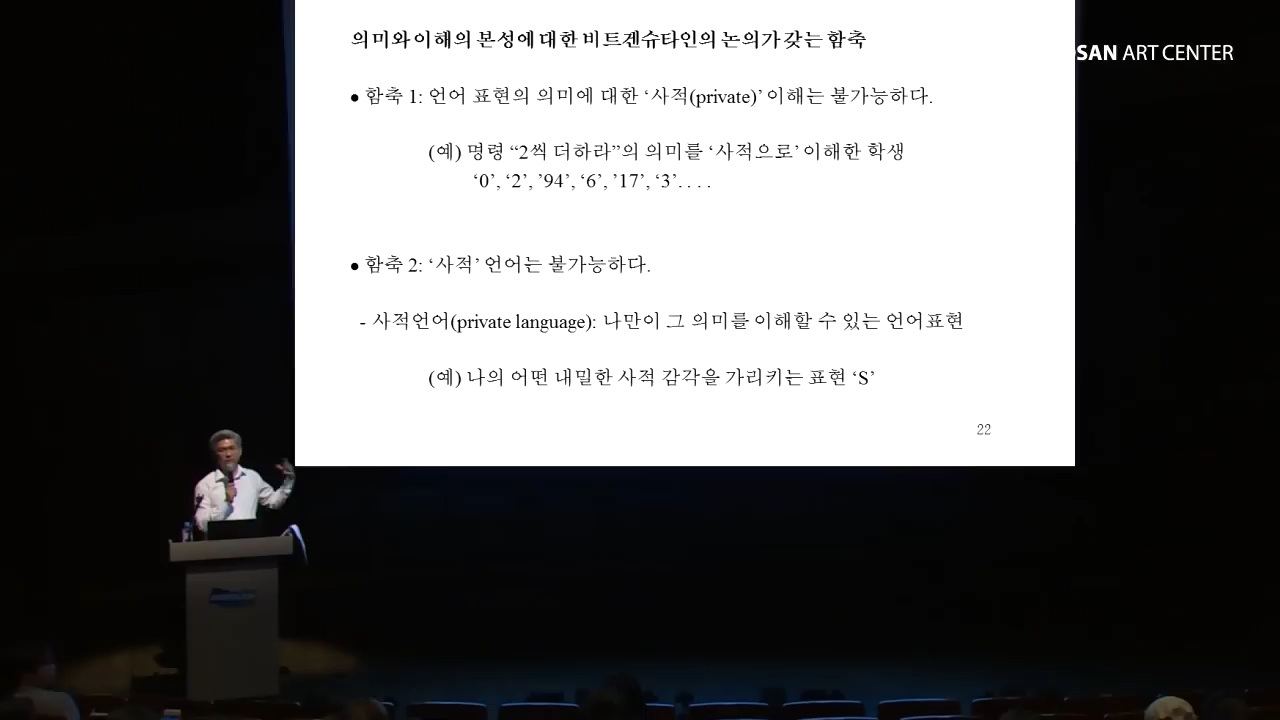 의미와 이해의 본성에 대한 비트겐슈타인의 논의가 갖는 함축
SAN ART CENTER
● 함축 1: 언어 표현의 의미에 대한 ‘사적(private)’ 이해는 불가능하다.
(예) 명령 “2씩 더하라”의 의미를 ‘사적으로’ 이해한 학생
‘0’, ‘2’, ’94’, ‘6’, ’17’, ‘3’. . . .
● 함축 2: ‘사적’ 언어는 불가능하다.
- 사적언어(private language): 나만이 그 의미를 이해할 수 있는 언어표현
(예) 나의 어떤 내밀한 사적 감각을 가리키는 표현 ‘S’
22